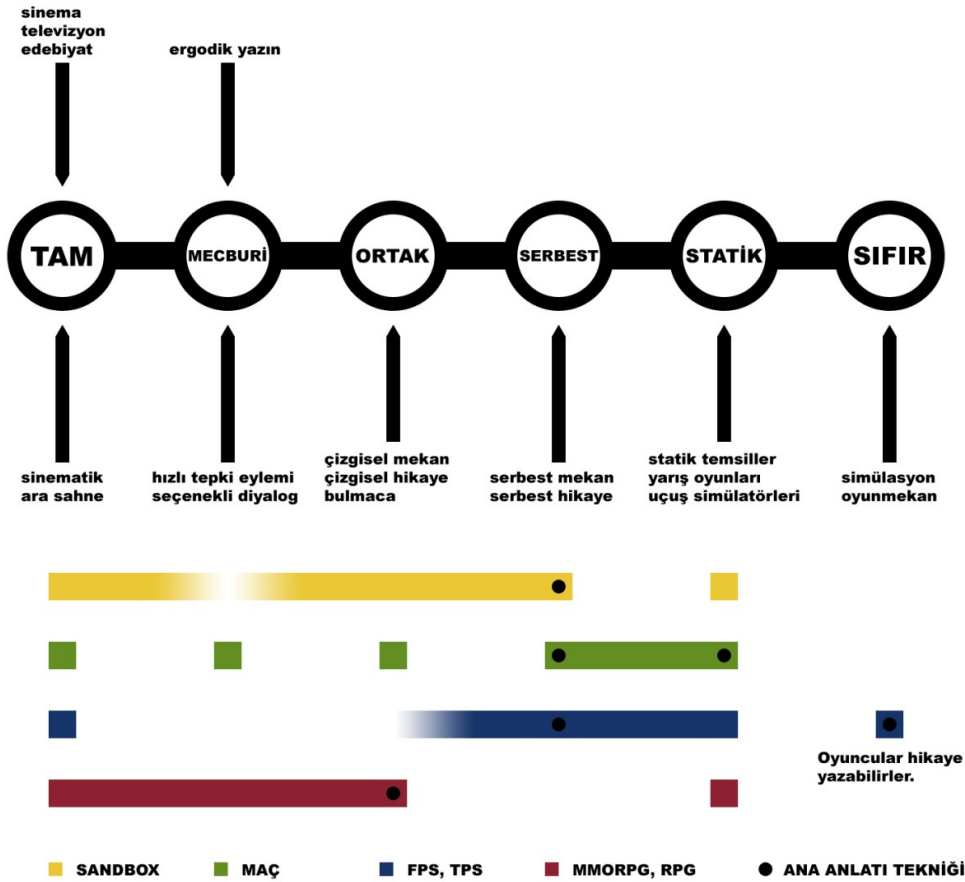 sinema
televizyon
edebiyat
ergodik yazın
TAM
MECBURİ
ORTAK
SERBEST
STATİK
SIFIR
sinematik
ara sahne
hızlı tepki eylemi
seçenekli diyalog
çizgisel mekan
çizgisel hikaye
bulmaca
serbest mekan
serbest hikaye
statik temsiller
yarış oyunları
uçuş simülatörleri
simülasyon
oyunmekan
Oyuncular hikaye
yazabilirler.
SANDBOX
MAÇ
FPS, TPS
MMORPG, RPG
ANA ANLATI TEKNİĞİ